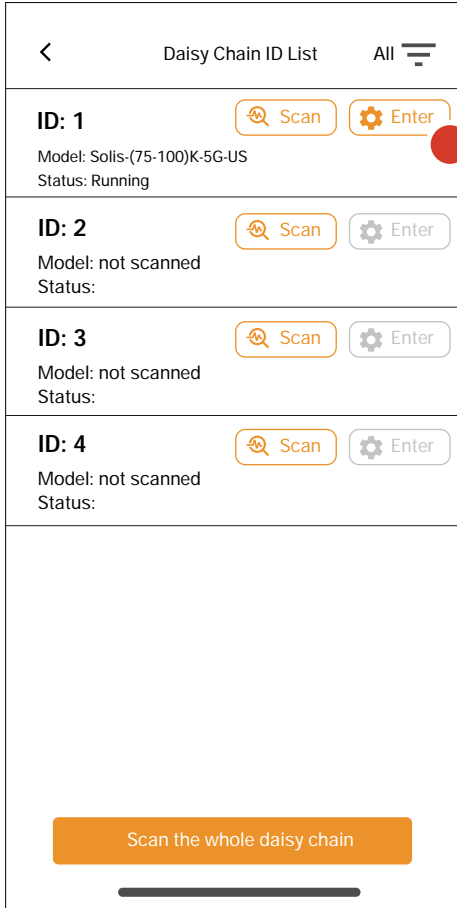 Daisy Chain ID List All
ID: 1 Scan Enter
Model: Solis-(75-100)K-5G-US
Status: Running
ID: 2 Scan Enter
Model: not scanned
Status:
ID: 3 Scan Enter
Model: not scanned
Status:
ID: 4 Scan Enter
Model: not scanned
Status:
Scan the whole daisy chain